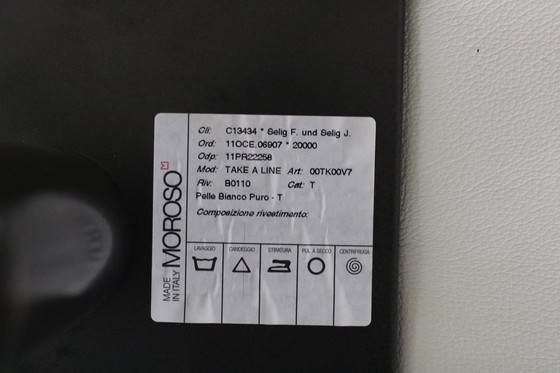 Cli: C13434 * Selig F. und Selig J.
Ord: 11OCE.06907 * 20000
Odp: 11PR22258
Mod: TAKE A LINE Art: 00TK00V7
Riv: B0110 Cat: T
Pelle Bianco Puro - T
Composizione rivestimento:
MADE IN ITALY MOROSO
LAVAGGIO CANDEGGIO STIRATURA PUL. A SECCO CENTRIFUGA